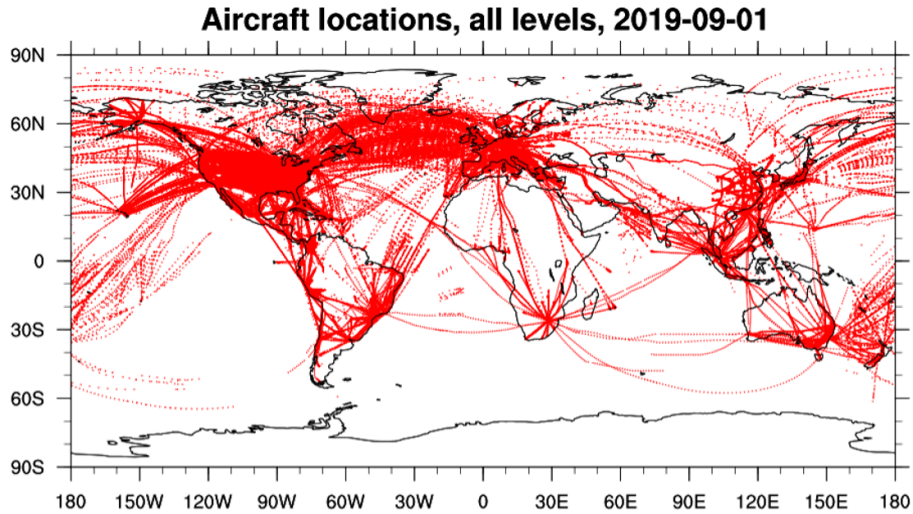 Aircraft locations, all levels, 2019-09-01
90N
60N
30N
0
30S
60S
90S
180 150W 120W 90W 60W 30W 0 30E 60E 90E 120E 150E 180